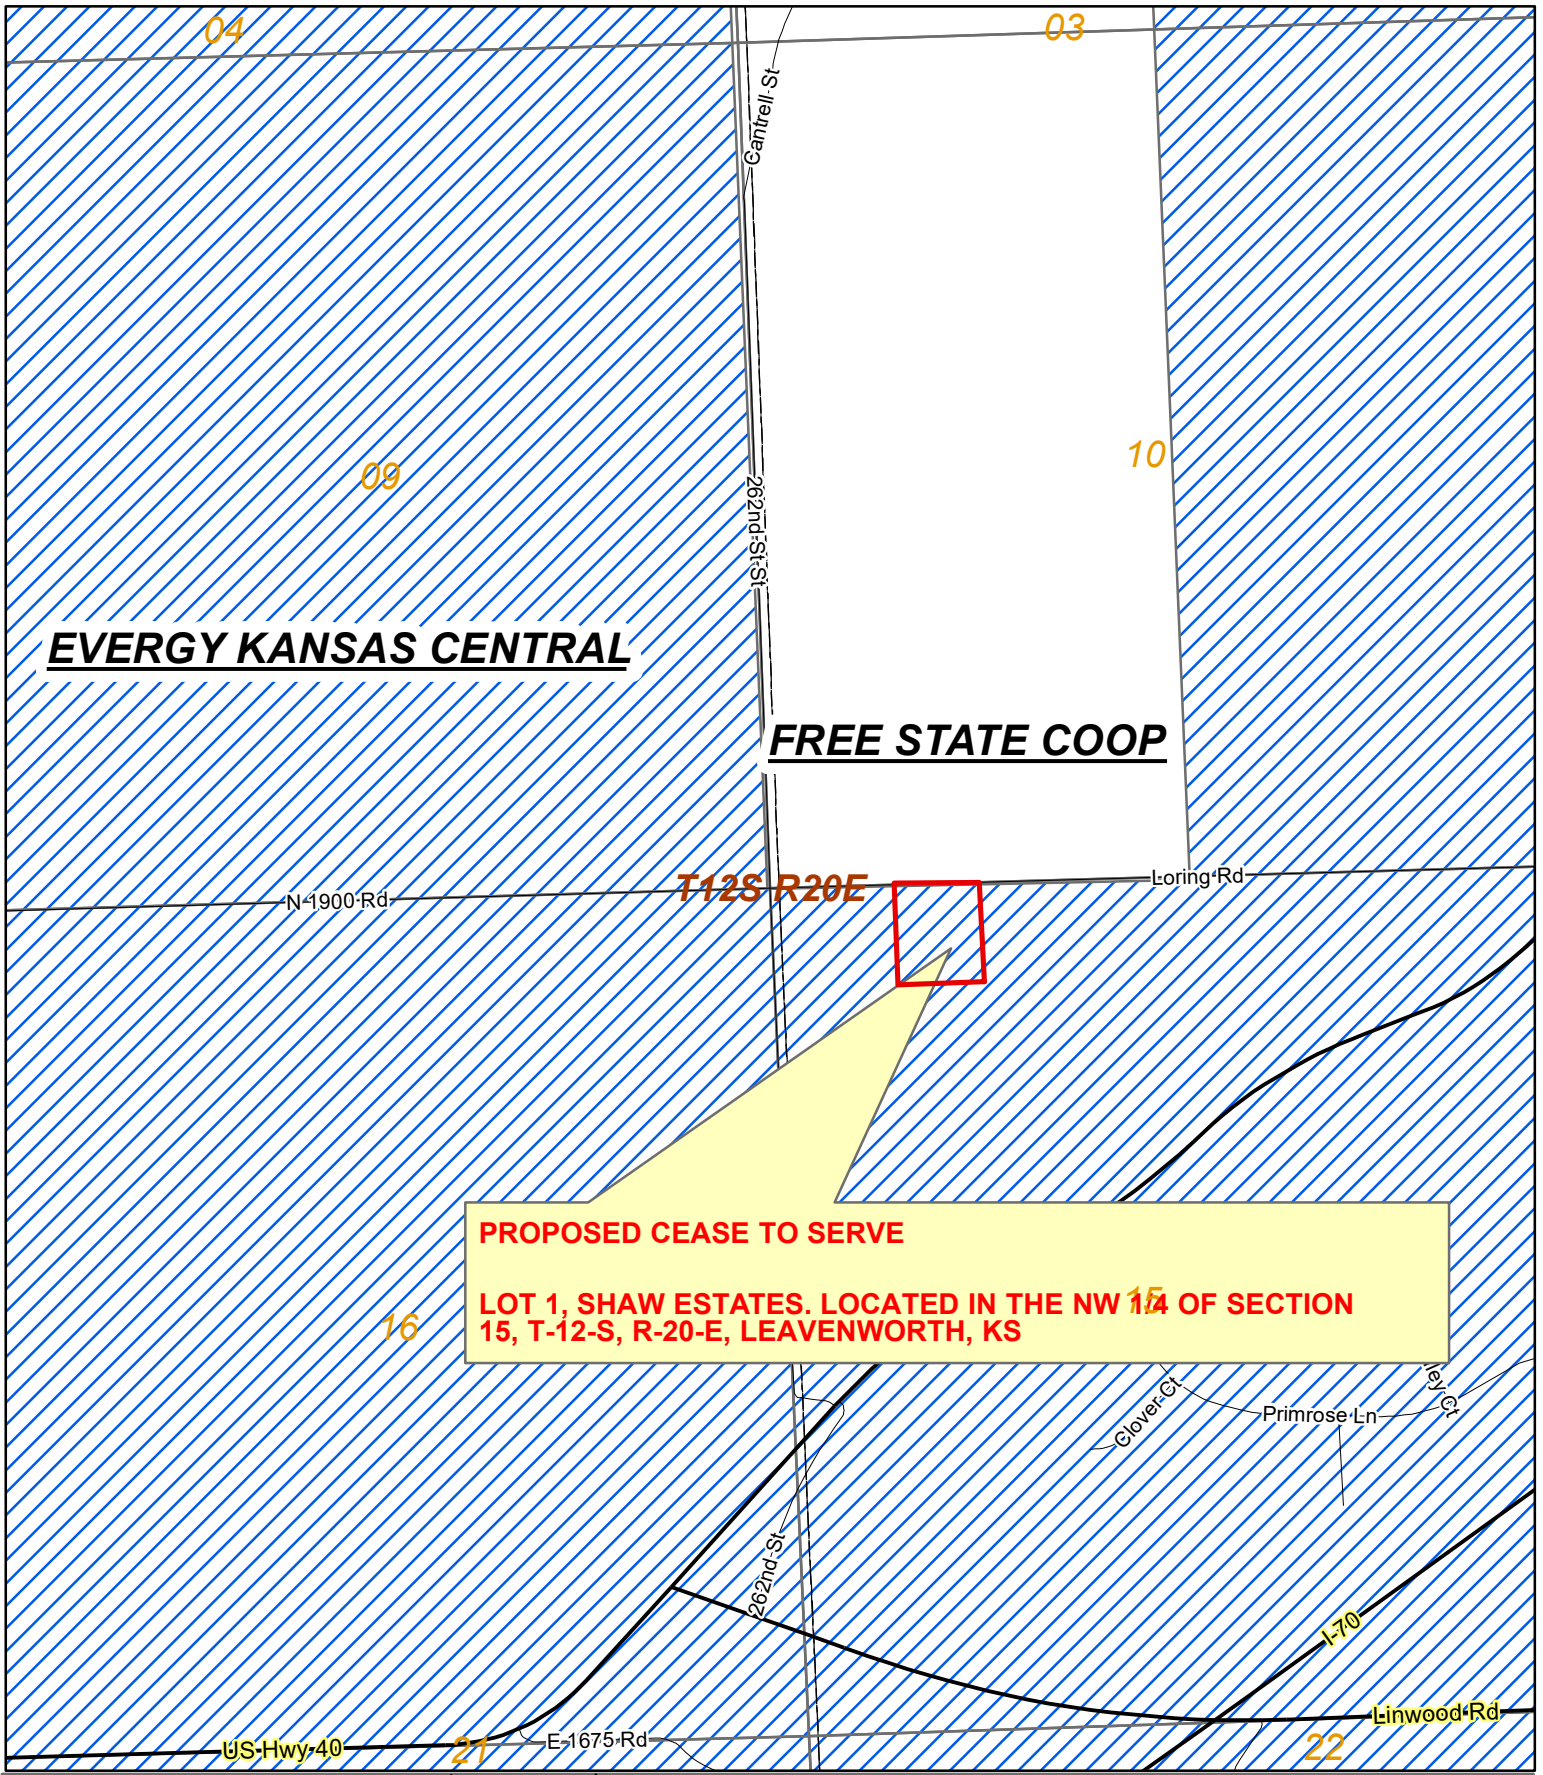 04
03
Cantrell St
10
09
262nd St St
EVERGY KANSAS CENTRAL
FREE STATE COOP
Loring Rd
T12S R20E
N 1900 Rd
PROPOSED CEASE TO SERVE
LOT 1, SHAW ESTATES. LOCATED IN THE NW 1/4 OF SECTION
15, T-12-S, R-20-E, LEAVENWORTH, KS
15
16
Clover Ct
Primrose Ln
lley Ct
262nd St
I-70
Linwood Rd
E 1675 Rd
US Hwy 40
21
22